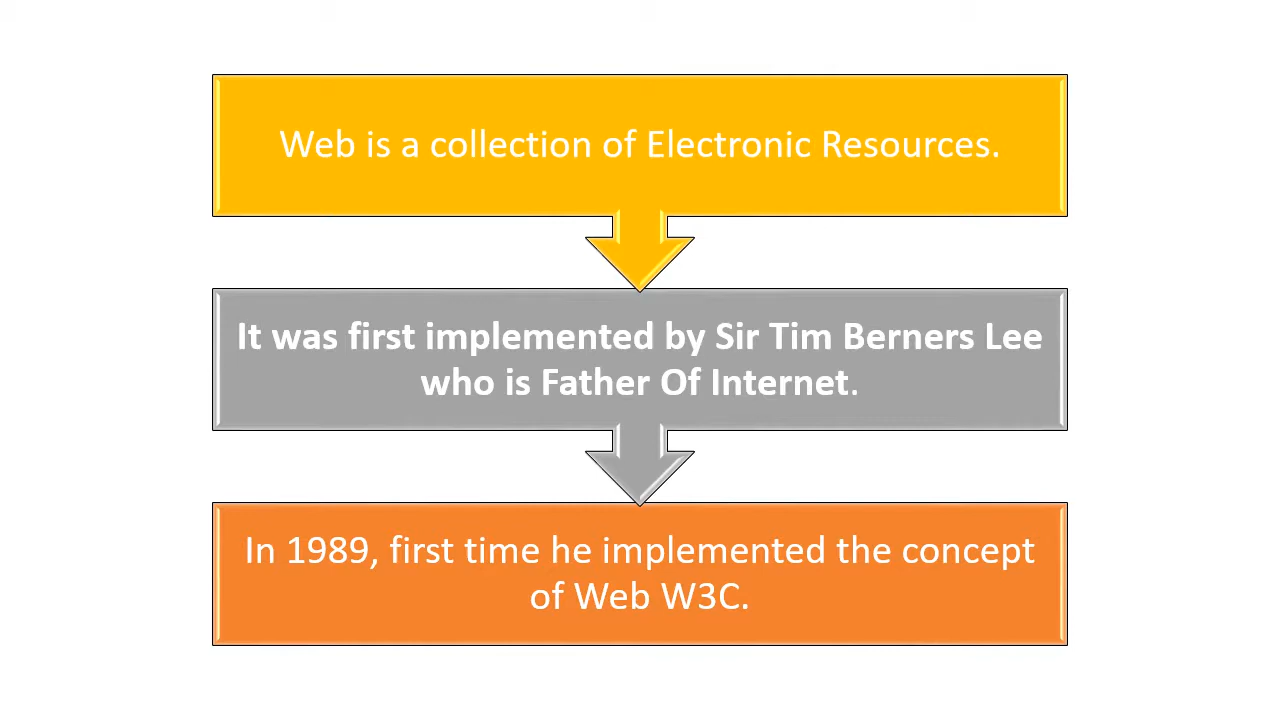 Web is a collection of Electronic Resources.
It was first implemented by Sir Tim Berners Lee
who is Father Of Internet.
In 1989, first time he implemented the concept
of Web W3C.